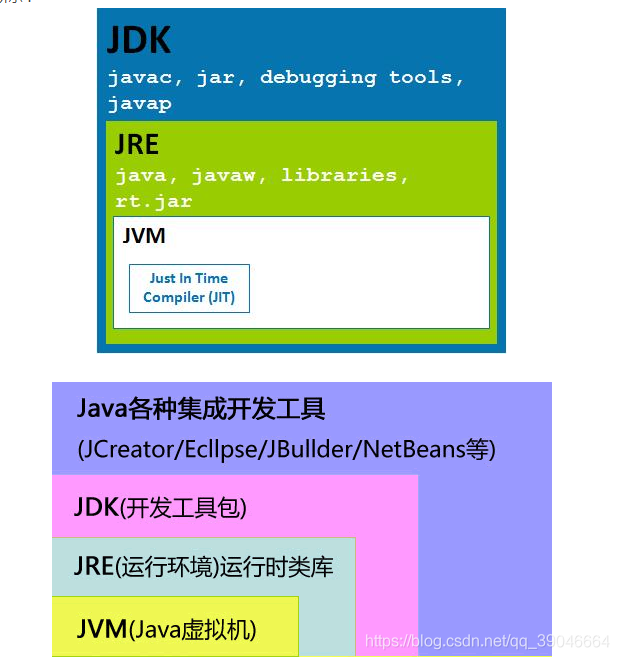 JDK
javac, jar, debugging tools,
javap
JRE
java, javaw, libraries,
rt.jar
JVM
Just In Time
Compiler (JIT)
Java各种集成开发工具
(JCreator/Ecllpse/JBullder/NetBeans等)
JDK(开发工具包)
JRE(运行环境)运行时类库
JVM(Java虚拟机)
https://blog.csdn.net/qq_39046664